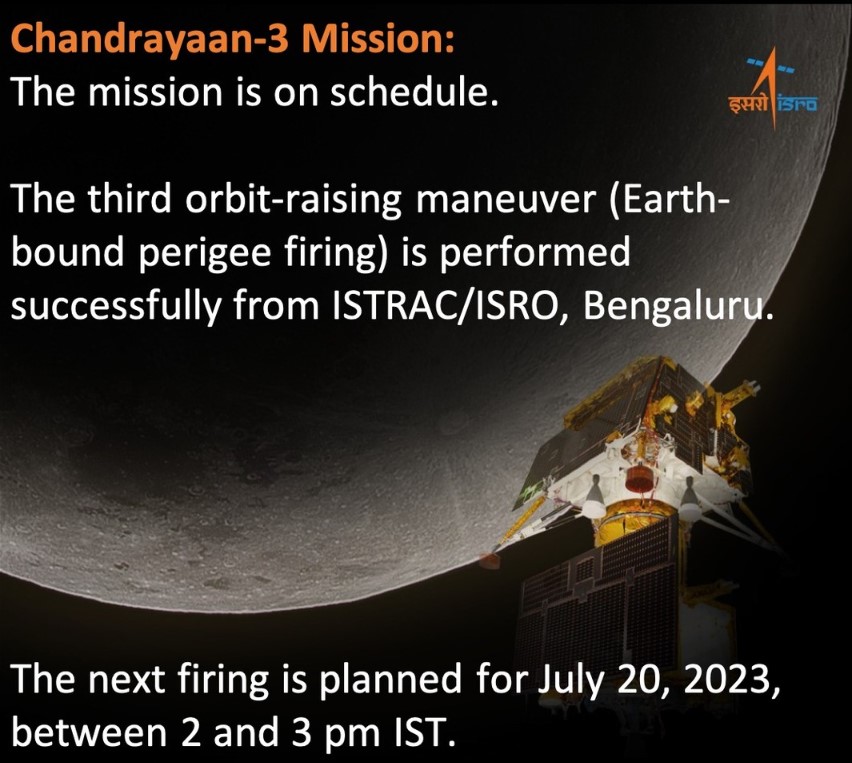 Chandrayaan-3 Mission:
The mission is on schedule.
इसरो isro
The third orbit-raising maneuver (Earth-
bound perigee firing) is performed
successfully from ISTRAC/ISRO, Bengaluru.
The next firing is planned for July 20, 2023,
between 2 and 3 pm IST.